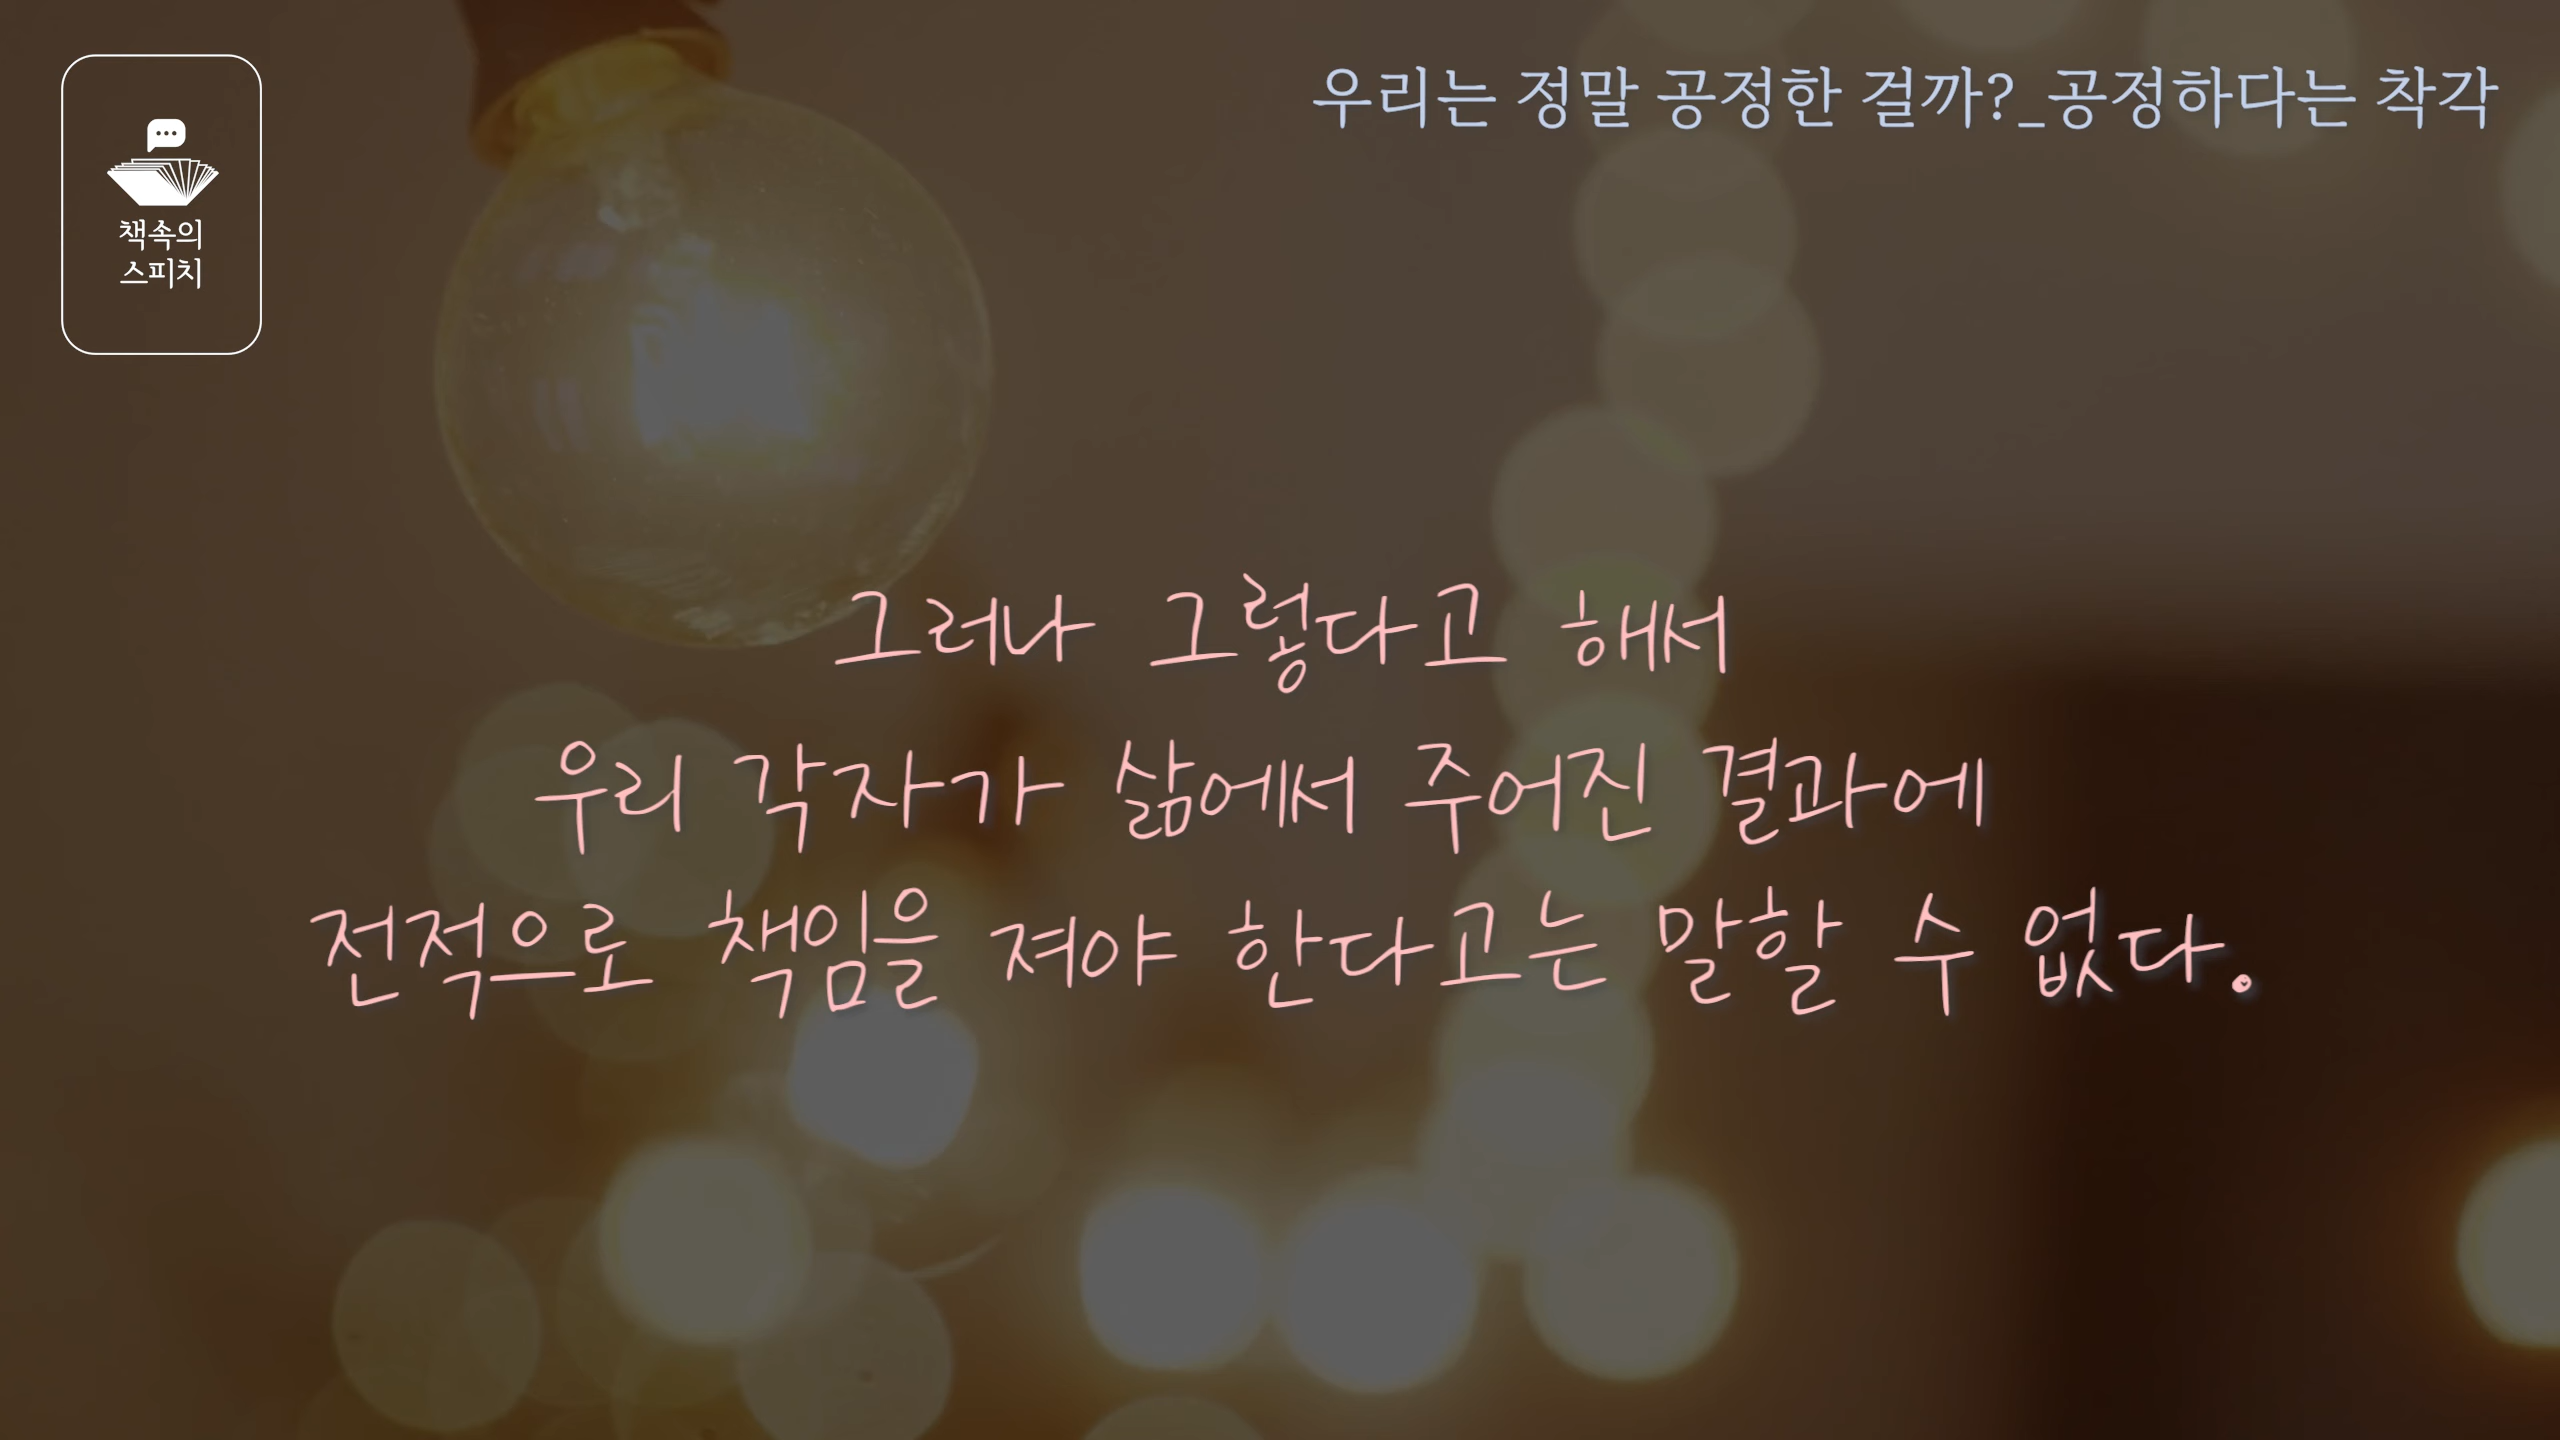 책속의
스피치
우리는 정말 공정한 걸까?_공정하다는 착각
그러나 그렇다고 해서
우리 각자가 삶에서 주어진 결과에
전적으로 책임을 져야 한다고는 말할 수 없다.